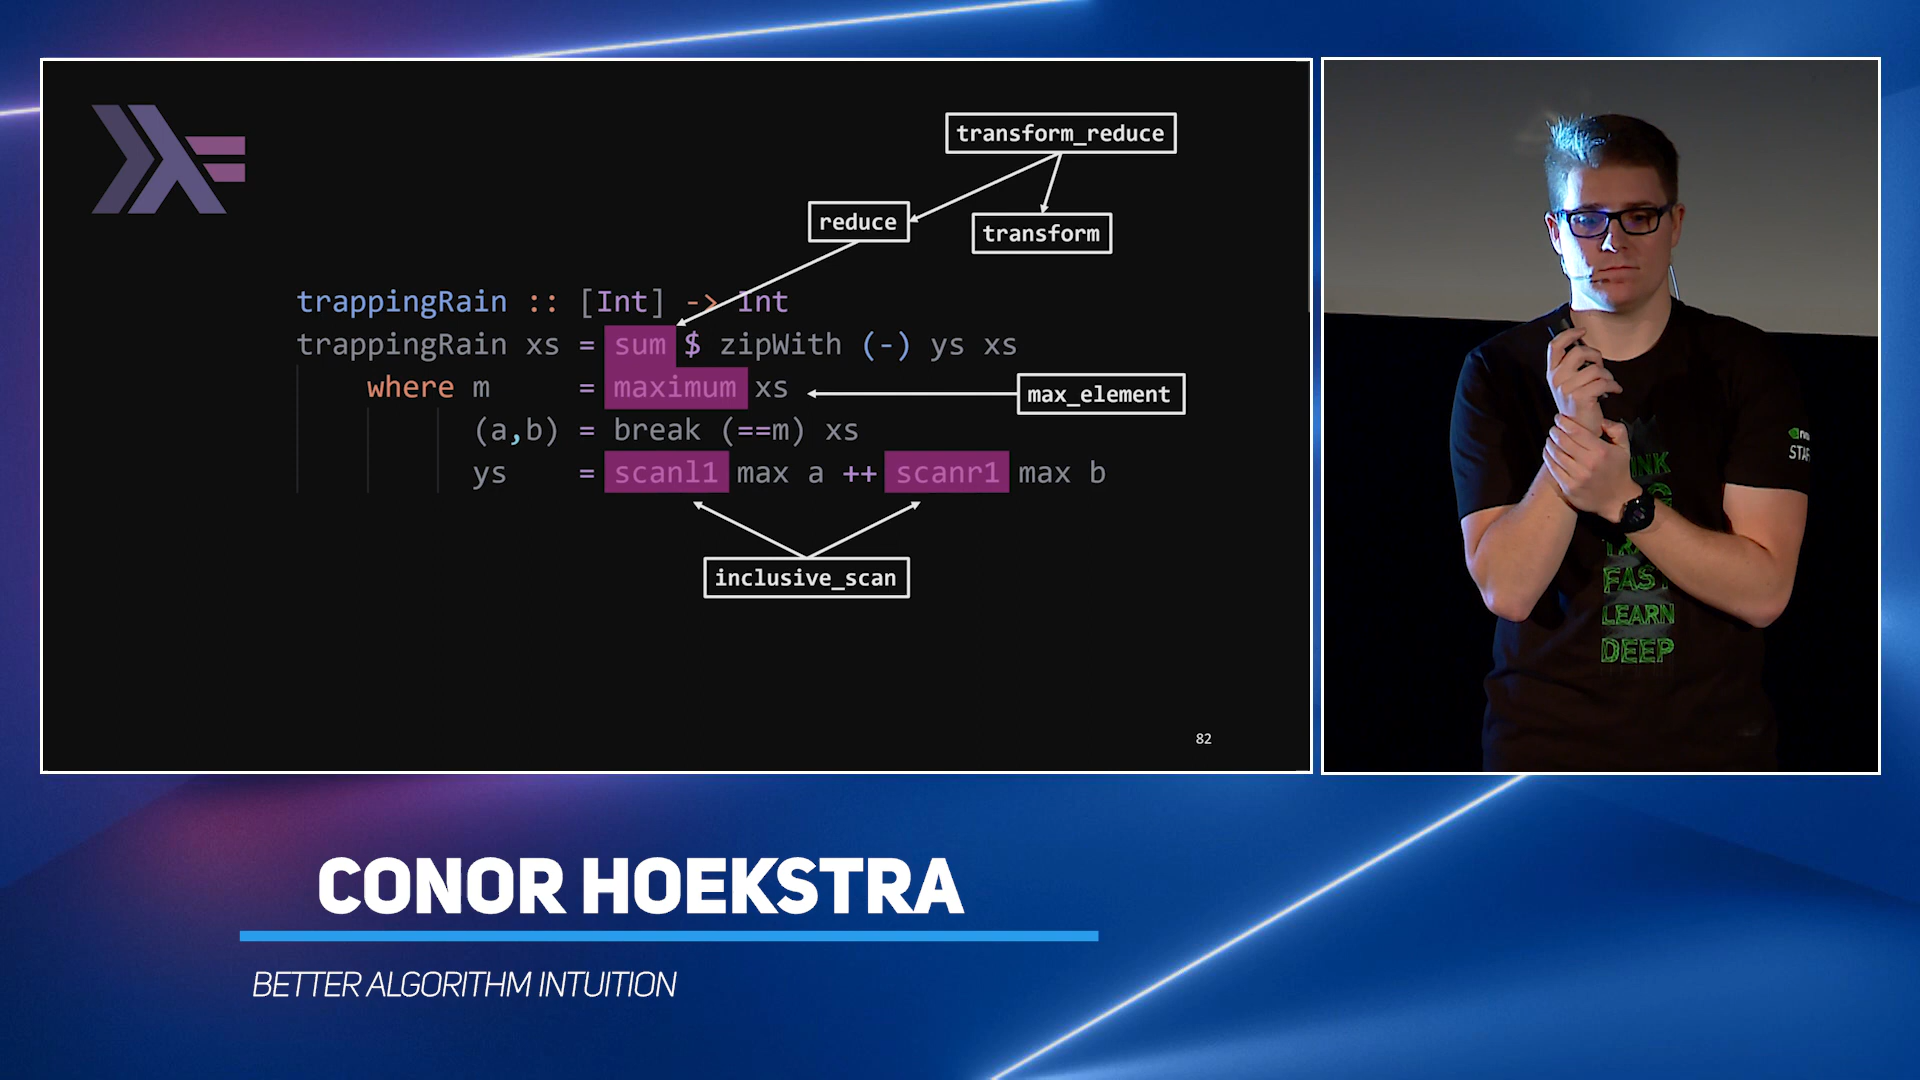 transform_reduce
reduce
transform
trappingRain :: [Int] -> Int
trappingRain xs = sum $ zipWith (-) ys xs
where m = maximum xs
max_element
(a,b) = break (==m) xs
ys = scanl1 max a ++ scanr1 max b
inclusive_scan
82
STAR
FAST
LEARN
DEEP
CONOR HOEKSTRA
BETTER ALGORITHM INTUITION